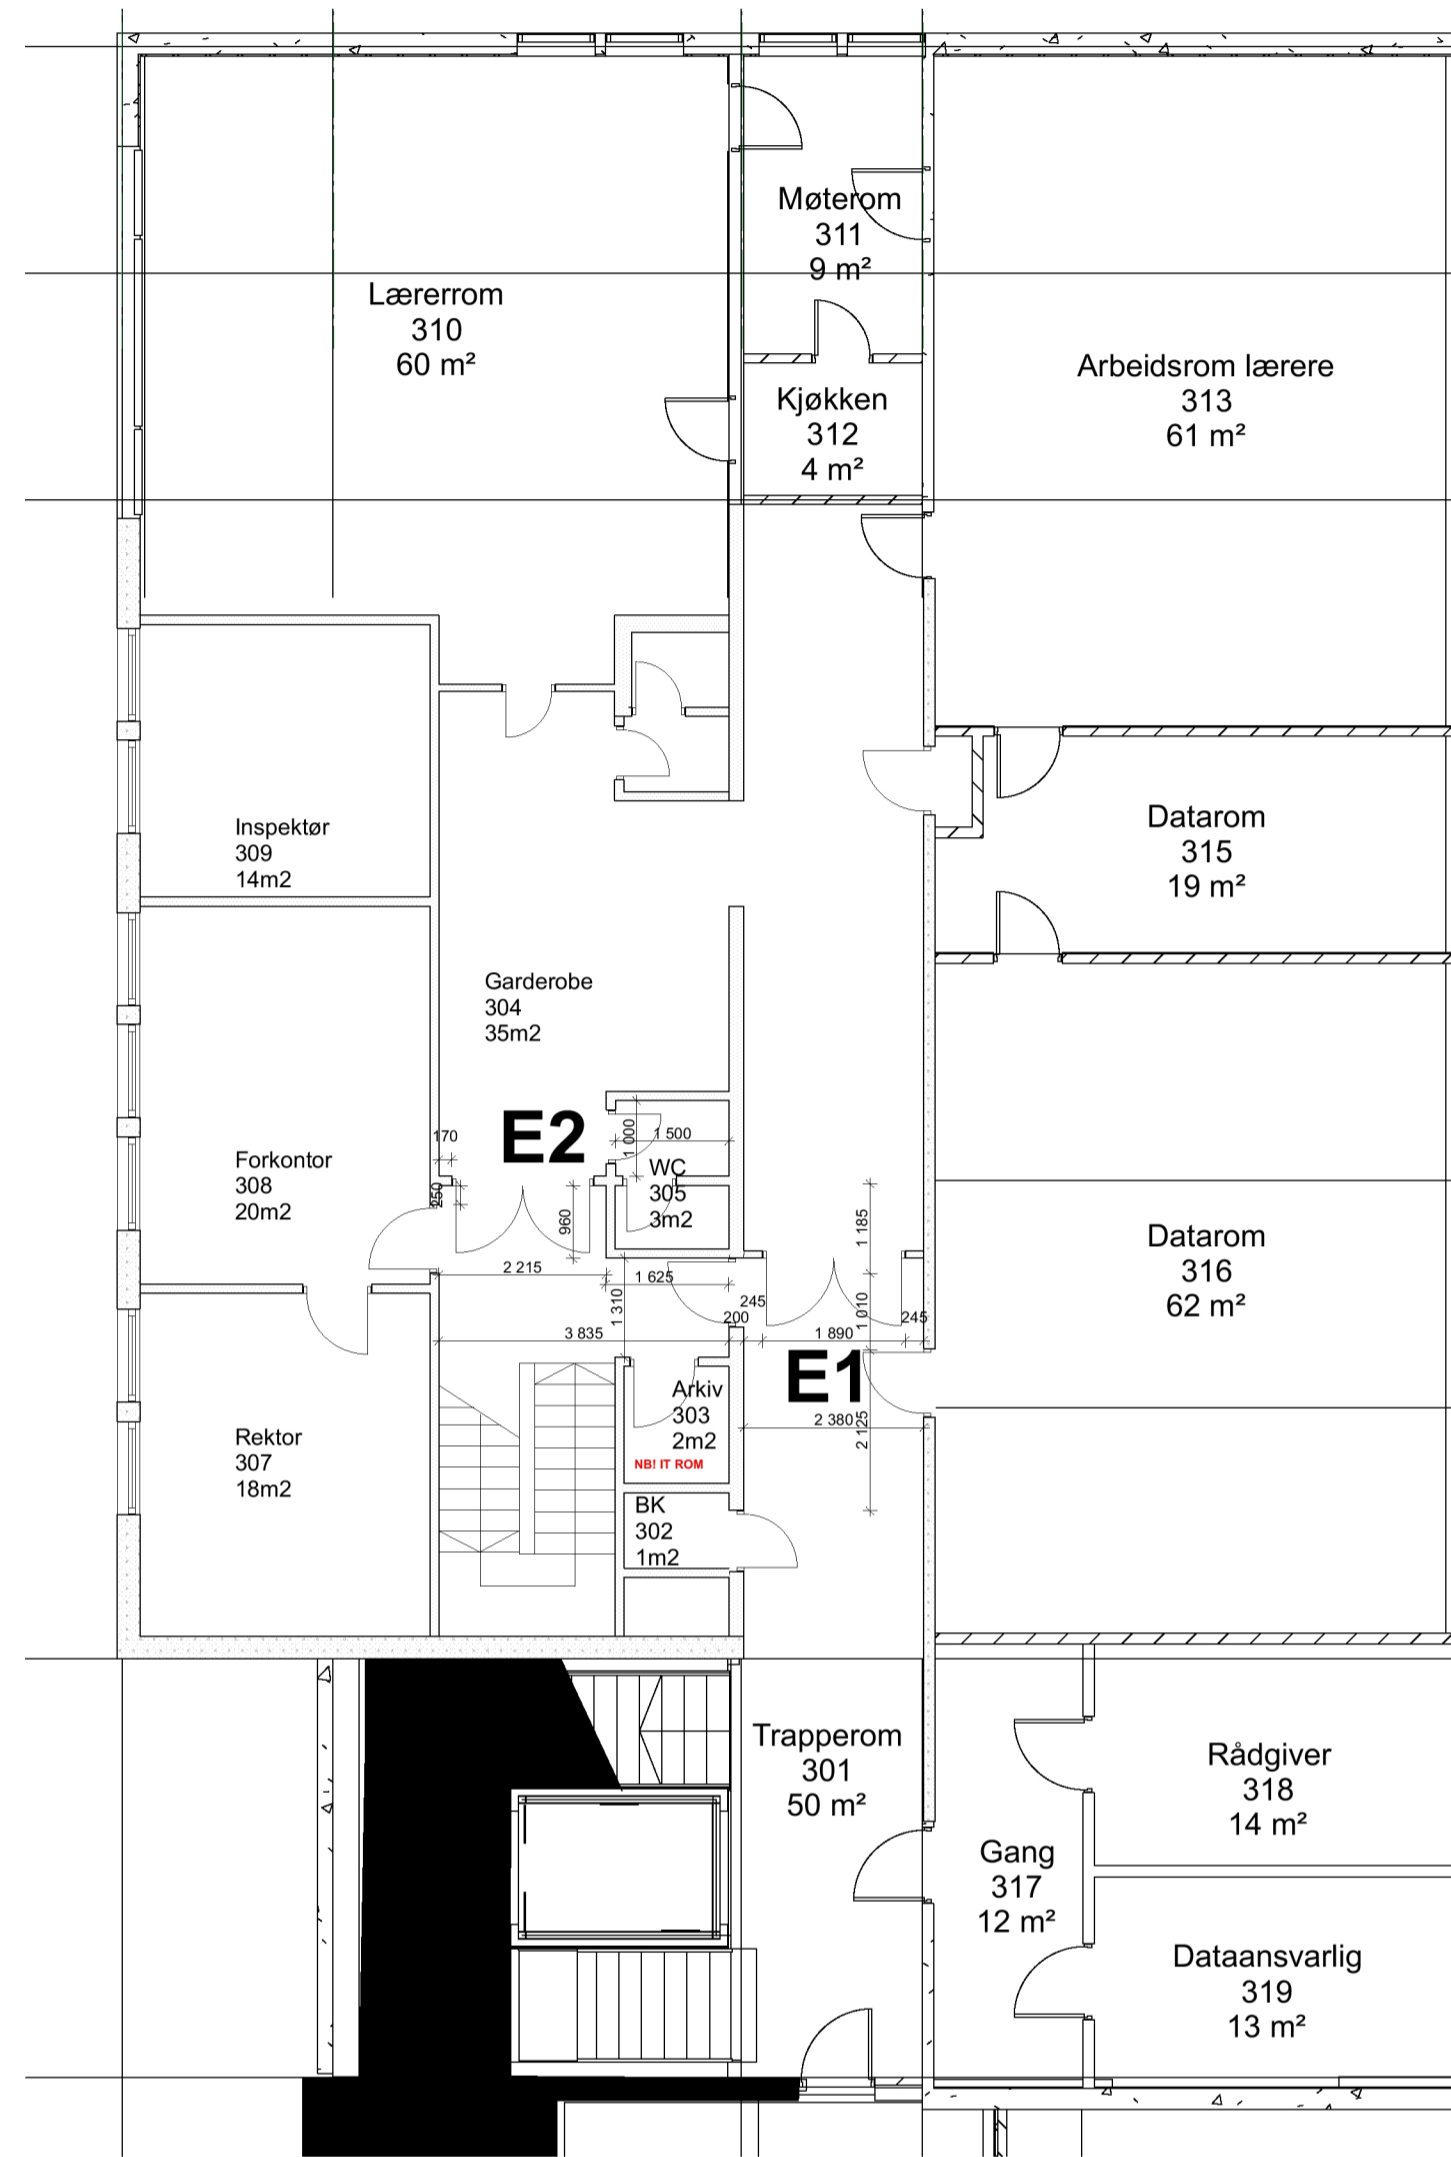 Møterom
311
9 m²
Lærerrom
310
60 m²
Arbeidsrom lærere
313
61 m²
Kjøkken
312
4 m²
Inspektør
309
14m2
Datarom
315
19 m²
Garderobe
304
35m2
E2
170
1 000
1 500
Forkontor
308
20m2
250
WC
305
3m2
960
1 185
Datarom
316
62 m²
2 215
1 625
1 310
245
200
1 010
245
3 835
1 890
E1
Arkiv
303
2m2
2 380
2 125
NB! IT ROM
Rektor
307
18m2
BK
302
1m2
Trapperom
301
50 m²
Rådgiver
318
14 m²
Gang
317
12 m²
Dataansvarlig
319
13 m²